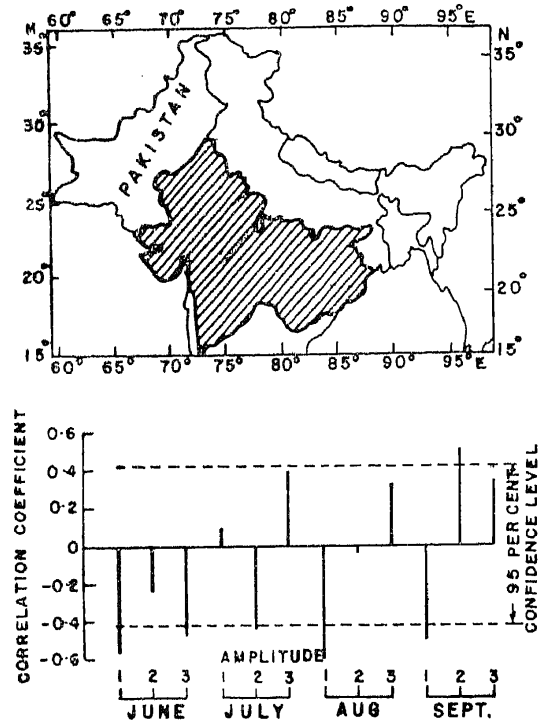 M. 60° 65° 70° 75° 80° 85° 90° 95°E N
35° 35°
30° 30°
PAKISTAN
25° 25°
20° 20°
15° 15°
60° 65° 70° 75° 80° 85° 90° 95°E
CORRELATION COEFFICIENT
0·6
0·4
0·2
0
-0·2
-0·4
-0·6
95 PER CENT
CONFIDENCE LEVEL
AMPLITUDE
1 2 3 1 2 3 1 2 3 1 2 3
JUNE JULY AUG SEPT.